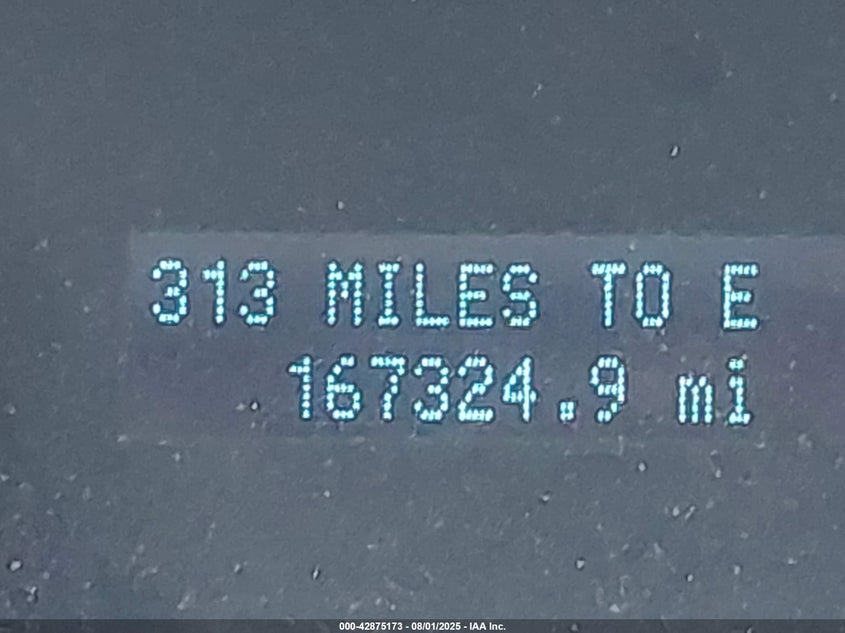 313 MILES TO E
167324.9 mi
000-42875173 - 08/01/2025 - IAA Inc.